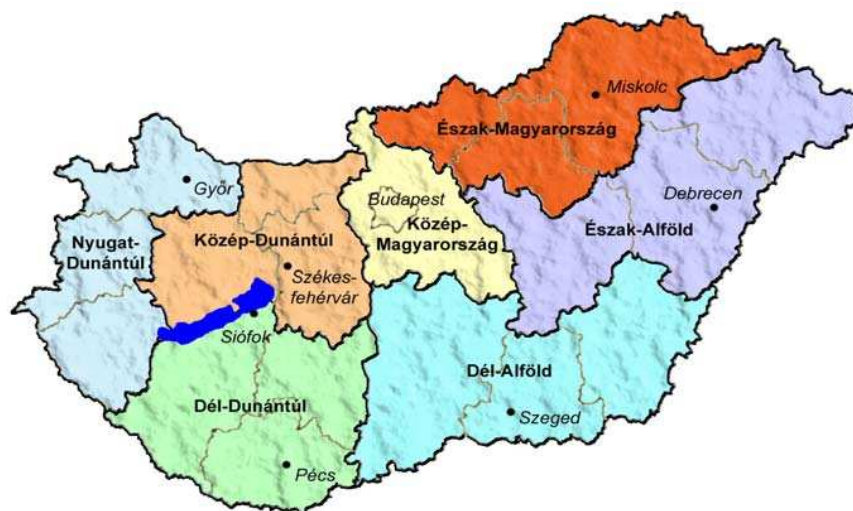 Miskolc
Észak-Magyarország
Győr
Budapest
Debrecen
Közép-
Magyarország
Észak-Alföld
Nyugat-
Dunántúl
Közép-Dunántúl
Székes-
fehérvár
Siófok
Dél-Alföld
Dél-Dunántúl
Szeged
Pécs